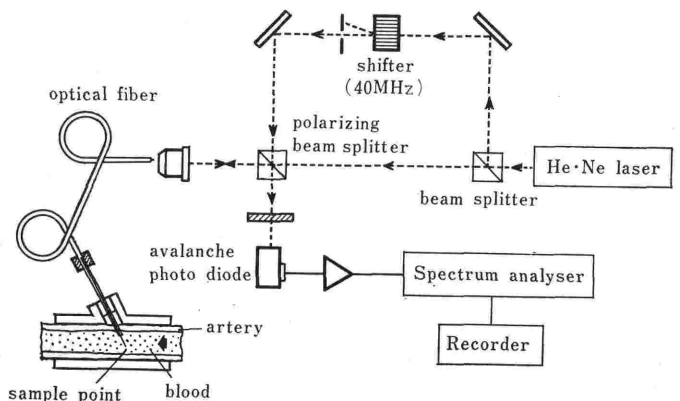 shifter
(40MHz)
optical fiber
polarizing
beam splitter
He·Ne laser
beam splitter
avalanche
photo diode
Spectrum analyser
artery
Recorder
sample point
blood